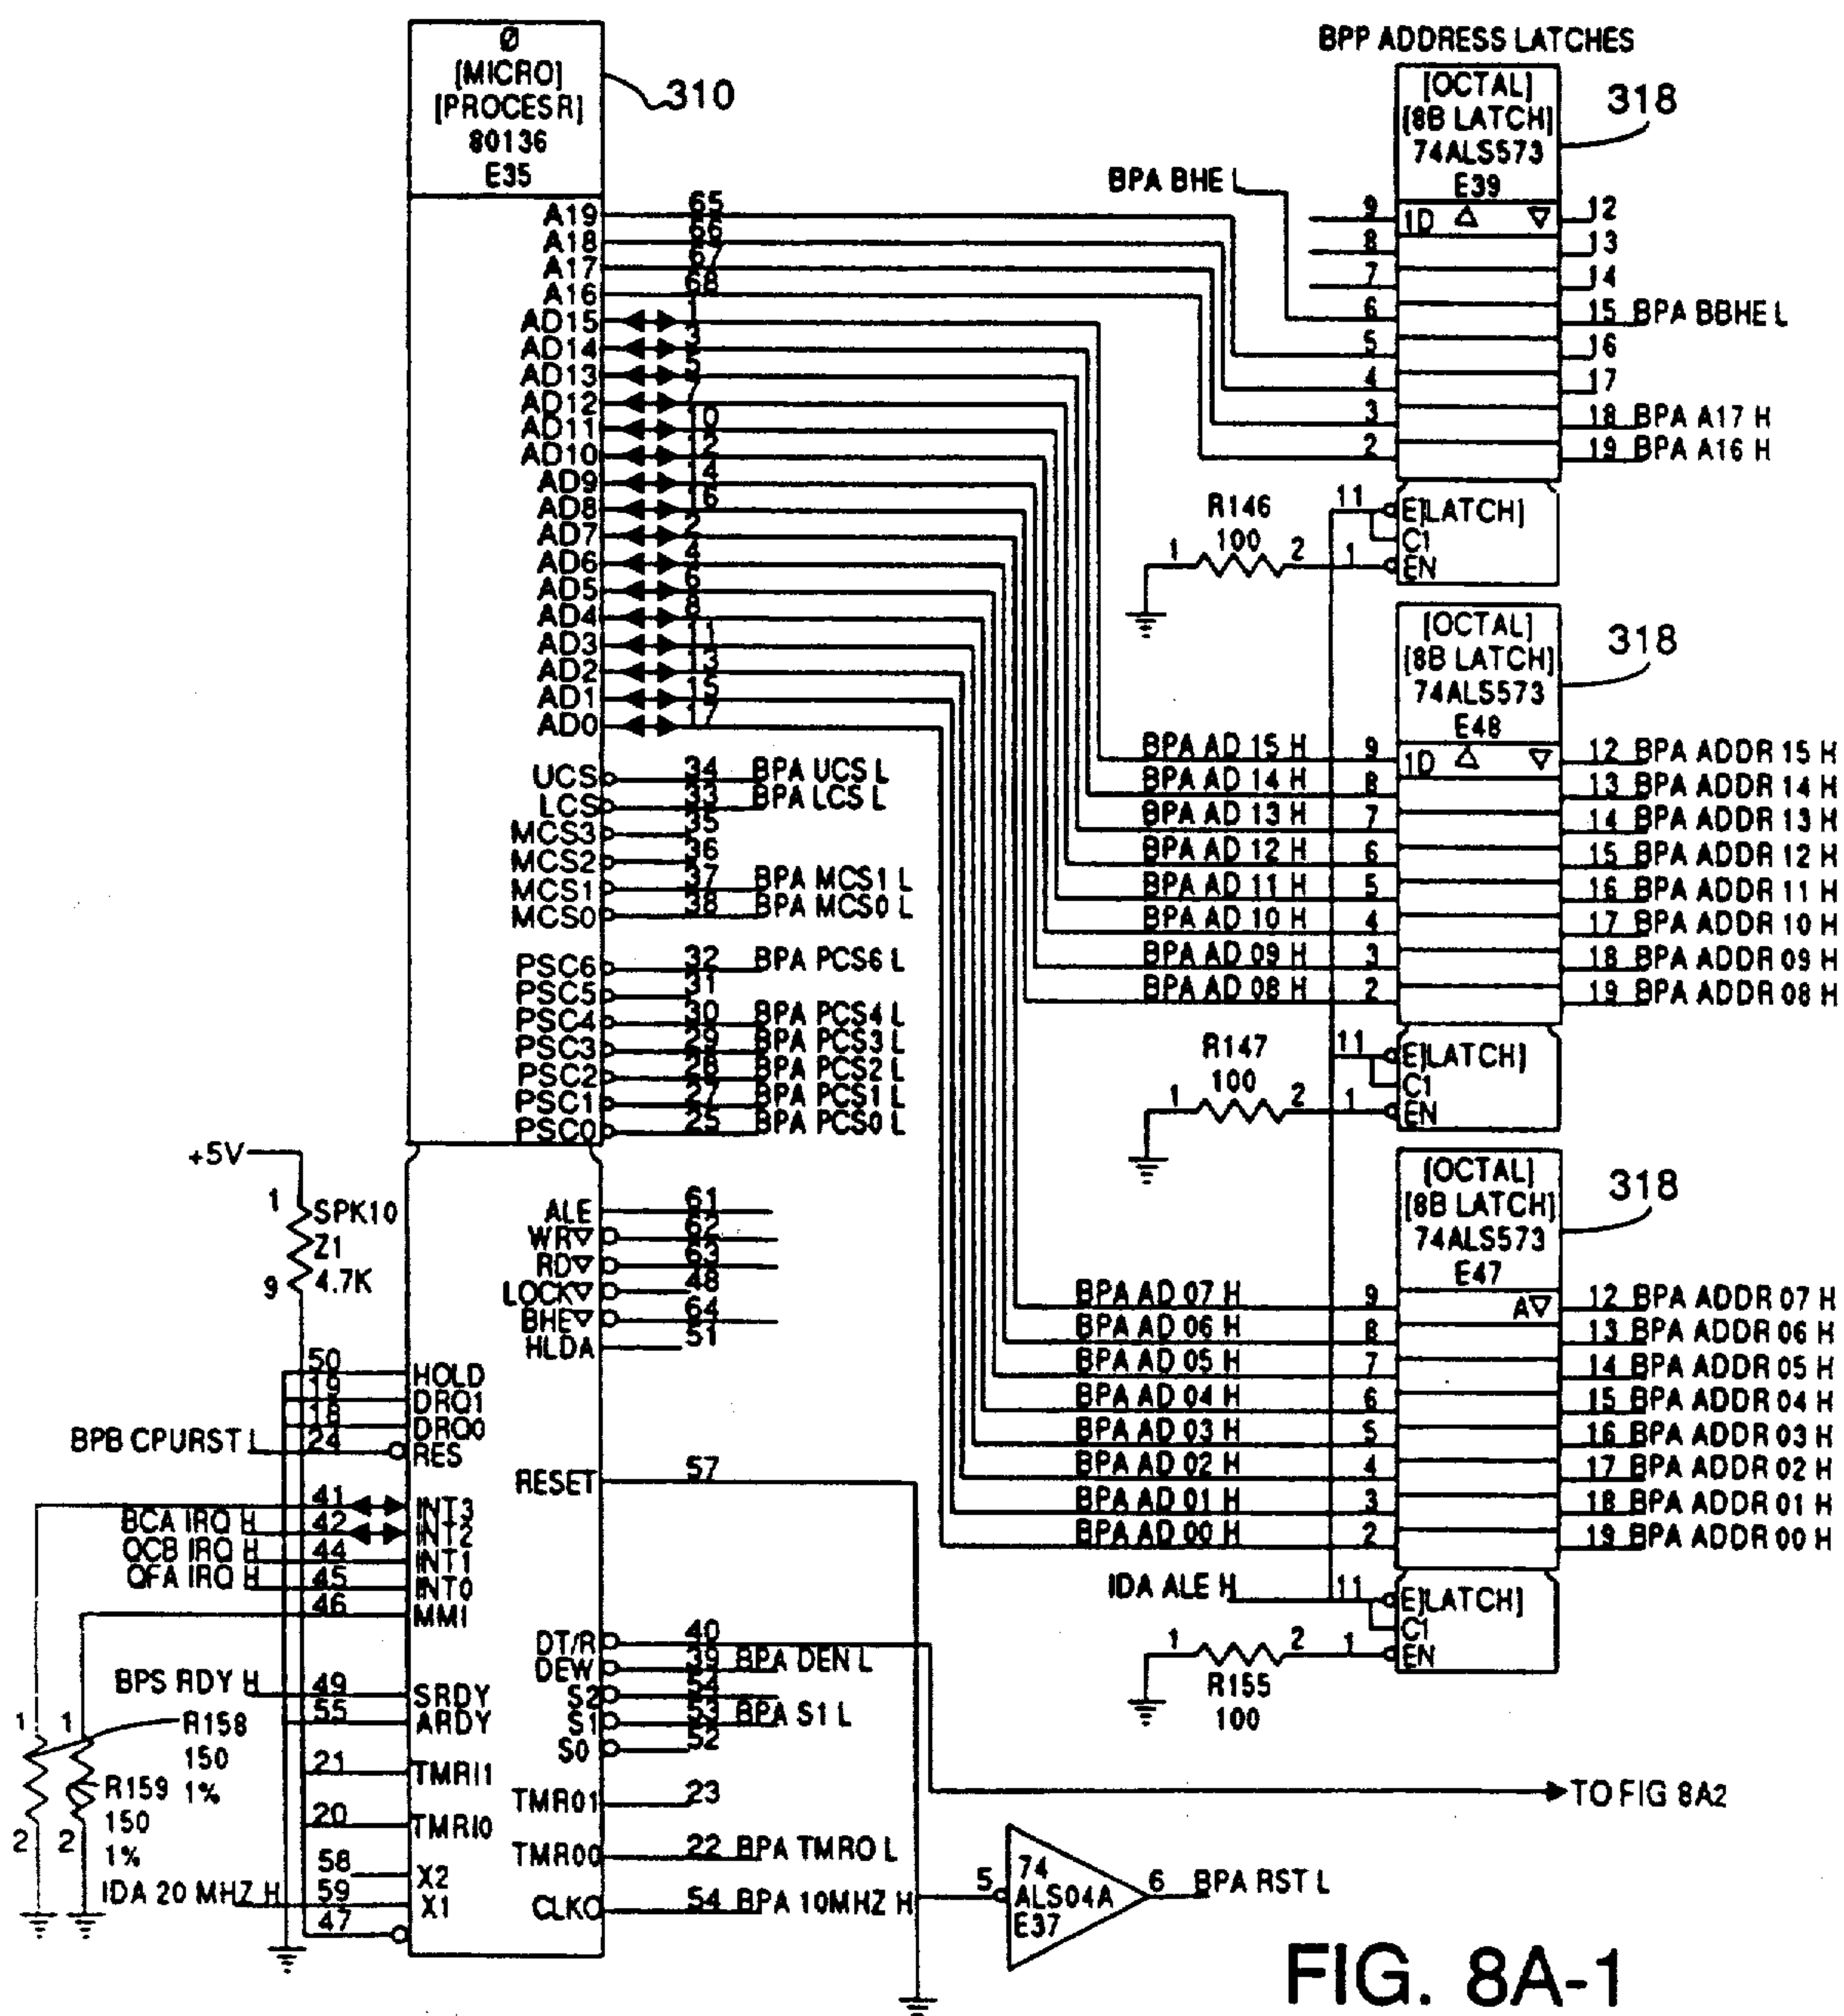 Ø
[MICRO]
[PROCESR]
80136
E35
310
A19 65
A18 66
A17 67
A16 68
AD15 1
AD14 3
AD13 5
AD12 7
AD11 10
AD10 12
AD9 14
AD8 16
AD7 2
AD6 4
AD5 6
AD4 8
AD3 11
AD2 13
AD1 15
AD0 17
UCS 34 BPA UCS L
LCS 33 BPA LCS L
MCS3 35
MCS2 36
MCS1 37 BPA MCS1 L
MCS0 38 BPA MCS0 L
PSC6 32 BPA PCS6 L
PSC5 31
PSC4 30 BPA PCS4 L
PSC3 29 BPA PCS3 L
PSC2 28 BPA PCS2 L
PSC1 27 BPA PCS1 L
PSC0 25 BPA PCS0 L
+5V
1 SPK10
Z1
9 4.7K
ALE 61
WR 62
RD 63
LOCK 48
BHE 64
HLDA 51
50 HOLD
19 DRQ1
18 DRQ0
BPB CPURST L 24 RES
RESET 57
41 INT3
BCA IRQ H 42 INT2
QCB IRQ H 44 INT1
QFA IRQ H 45 INT0
46 MMI
DT/R 40
DEW 39 BPA DEN L
S2 54
S1 53 BPA S1 L
S0 52
BPS RDY H 49 SRDY
55 ARDY
1 1 R158
150
1%
R159
150
1%
2 2
21 TMRI1
20 TMRI0
TMR01 23
TMR00 22 BPA TMRO L
58 X2
IDA 20 MHZ H 59 X1
47
CLKO 54 BPA 10MHZ H
5 74
ALS04A
E37
6 BPA RST L
TO FIG 8A2
BPP ADDRESS LATCHES
[OCTAL]
[8B LATCH]
74ALS573
E39
318
BPA BHE L
9 1D 12
8 13
7 14
6 15 BPA BBHE L
5 16
4 17
3 18 BPA A17 H
2 19 BPA A16 H
R146
100
1 2
11 E[LATCH]
C1
1 EN
[OCTAL]
[8B LATCH]
74ALS573
E48
318
BPA AD 15 H 9 1D 12 BPA ADDR 15 H
BPA AD 14 H 8 13 BPA ADDR 14 H
BPA AD 13 H 7 14 BPA ADDR 13 H
BPA AD 12 H 6 15 BPA ADDR 12 H
BPA AD 11 H 5 16 BPA ADDR 11 H
BPA AD 10 H 4 17 BPA ADDR 10 H
BPA AD 09 H 3 18 BPA ADDR 09 H
BPA AD 08 H 2 19 BPA ADDR 08 H
R147
100
1 2
11 E[LATCH]
C1
1 EN
[OCTAL]
[8B LATCH]
74ALS573
E47
318
BPA AD 07 H 9 A 12 BPA ADDR 07 H
BPA AD 06 H 8 13 BPA ADDR 06 H
BPA AD 05 H 7 14 BPA ADDR 05 H
BPA AD 04 H 6 15 BPA ADDR 04 H
BPA AD 03 H 5 16 BPA ADDR 03 H
BPA AD 02 H 4 17 BPA ADDR 02 H
BPA AD 01 H 3 18 BPA ADDR 01 H
BPA AD 00 H 2 19 BPA ADDR 00 H
IDA ALE H 11 E[LATCH]
C1
1 2 1 EN
R155
100
FIG. 8A-1